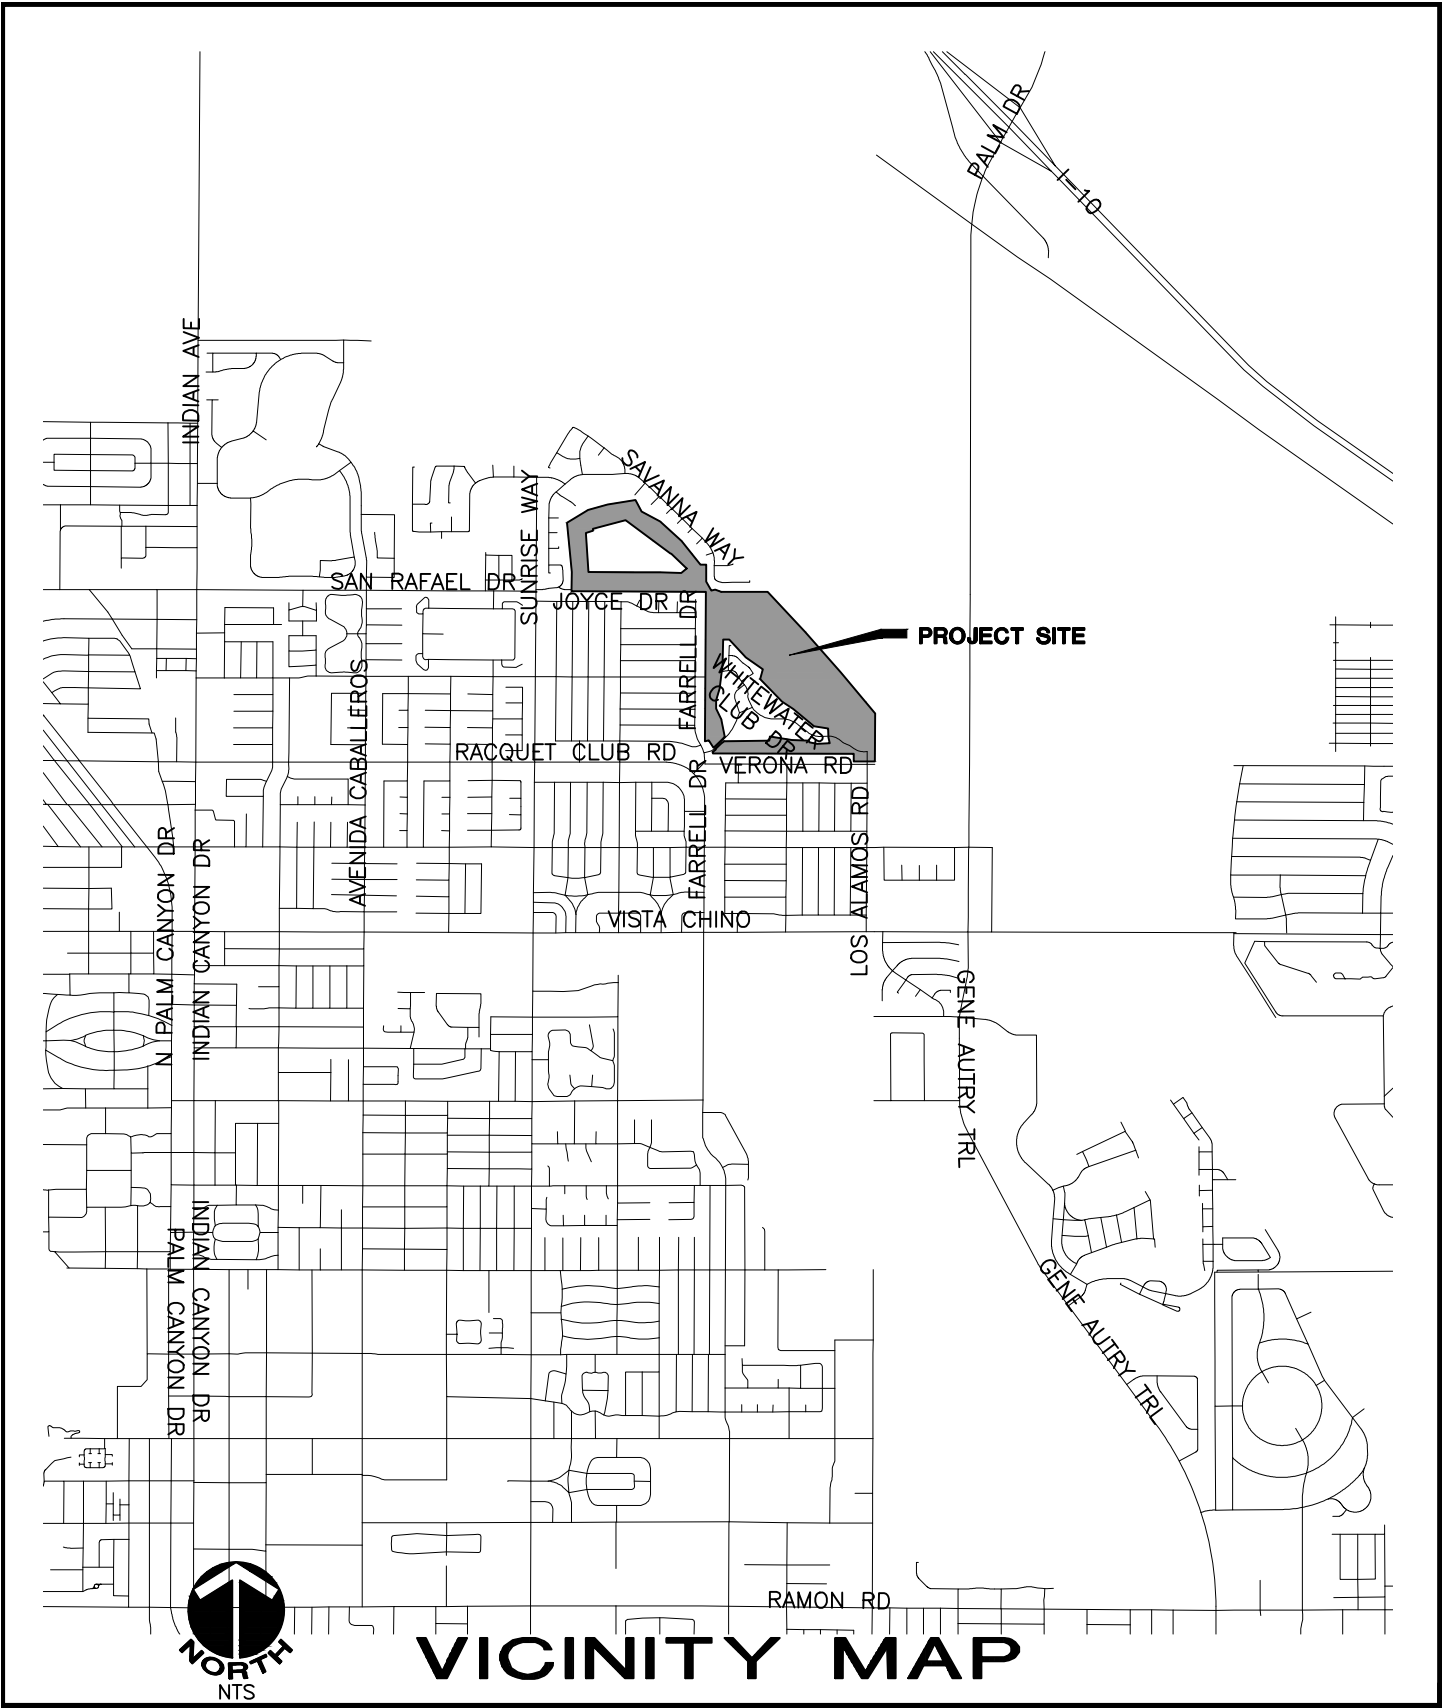 PALM DR
I-10
INDIAN AVE
SAVANNA WAY
SUNRISE WAY
SAN RAFAEL DR
JOYCE DR
FARRELL DR
PROJECT SITE
WHITEWATER
CLUB DR
AVENIDA CABALLEROS
RACQUET CLUB RD
VERONA RD
FARRELL DR
LOS ALAMOS RD
N PALM CANYON DR
INDIAN CANYON DR
VISTA CHINO
GENE AUTRY TRL
INDIAN CANYON DR
PALM CANYON DR
GENE AUTRY TRL
RAMON RD
NORTH
NTS
VICINITY MAP